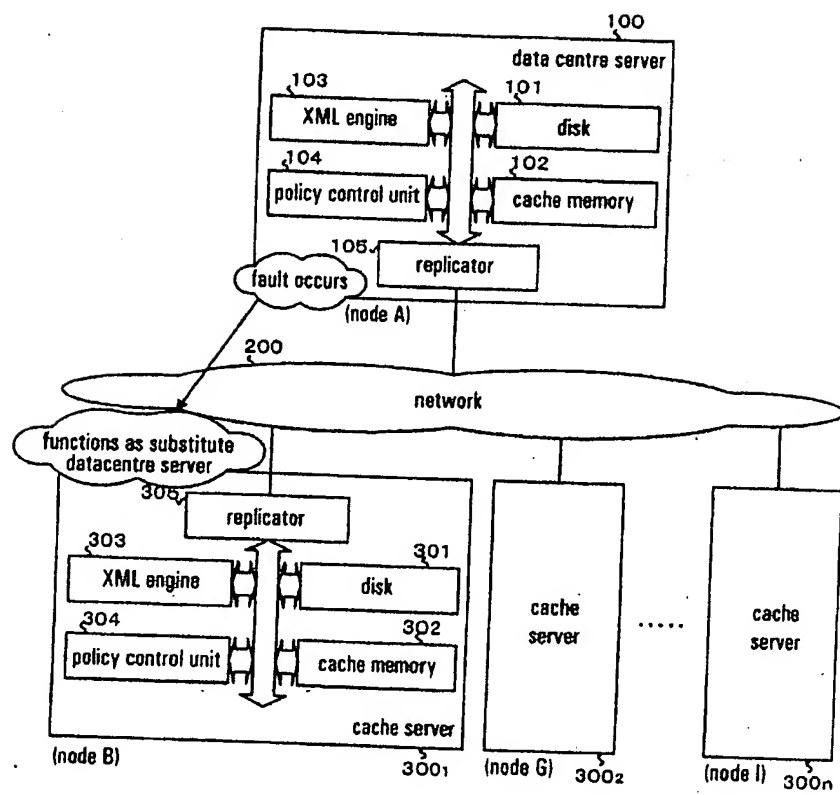 100
data centre server
103
XML engine
101
disk
104
policy control unit
102
cache memory
105
replicator
fault occurs
(node A)
200
network
functions as substitute
datacentre server
305
replicator
303
XML engine
301
disk
304
policy control unit
302
cache memory
cache server
(node B)
300₁
cache
server
(node G)
300₂
.....
cache
server
(node I)
300n